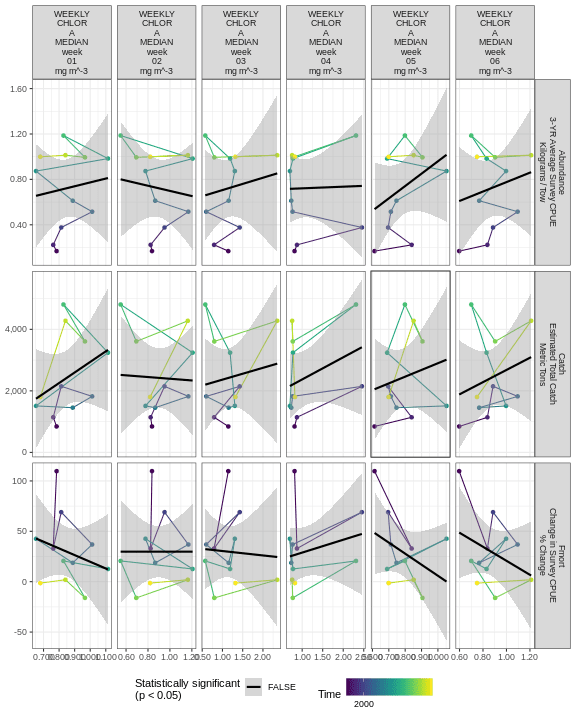 WEEKLY WEEKLY WEEKLY WEEKLY WEEKLY WEEKLY
CHLOR CHLOR CHLOR CHLOR CHLOR CHLOR
A A A A A A
MEDIAN MEDIAN MEDIAN MEDIAN MEDIAN MEDIAN
week week week week week week
01 02 03 04 05 06
mg m^-3 mg m^-3 mg m^-3 mg m^-3 mg m^-3 mg m^-3
1.60
1.20
0.80
0.40
Abundance
3-YR Average Survey CPUE
Kilograms / Tow
4,000
2,000
0
Catch
Estimated Total Catch
Metric Tons
100
50
0
-50
Fmort
Change in Survey CPUE
% Change
0.60 1.00 1.00 1.50 2.00 1.00 1.50 2.00 0.700 0.800 0.900 1.000 0.60 0.80 1.00 1.20
Statistically significant
(p < 0.05)
FALSE
Time
2000